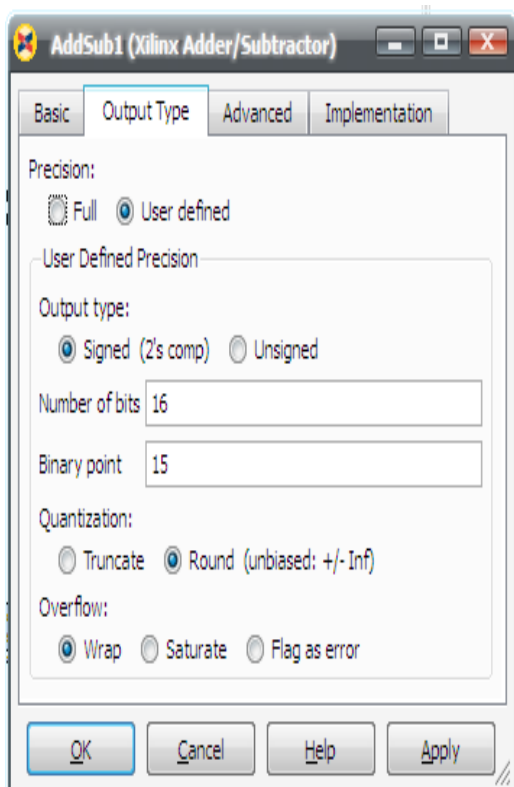 AddSub1 (Xilinx Adder/Subtractor)
Basic Output Type Advanced Implementation
Precision:
Full User defined
User Defined Precision
Output type:
Signed (2's comp) Unsigned
Number of bits 16
Binary point 15
Quantization:
Truncate Round (unbiased: +/- Inf)
Overflow:
Wrap Saturate Flag as error
OK Cancel Help Apply